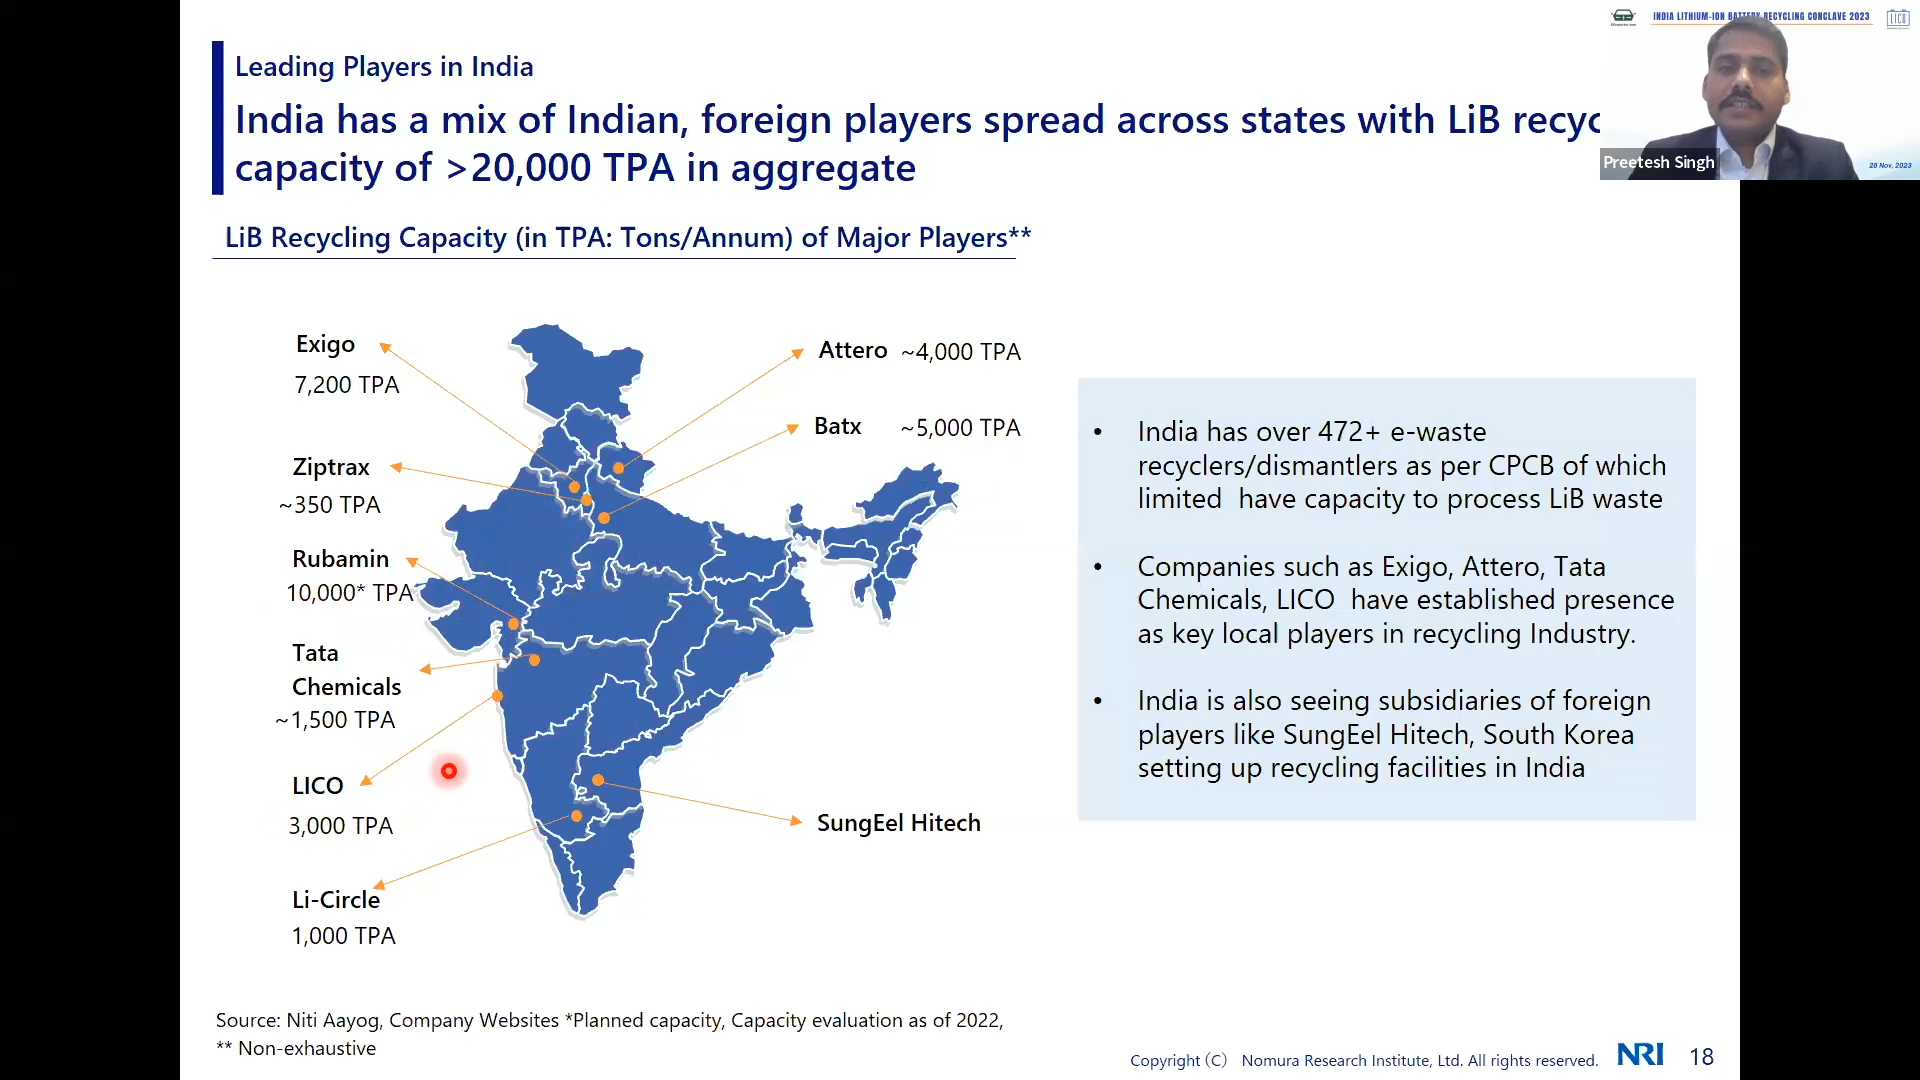 INDIA LITHIUM-ION BATTERY RECYCLING CONCLAVE 2023
LICO
Leading Players in India
India has a mix of Indian, foreign players spread across states with LiB recyc
capacity of >20,000 TPA in aggregate
Preetesh Singh
28 Nov. 2023
LiB Recycling Capacity (in TPA: Tons/Annum) of Major Players**
Exigo
7,200 TPA
Attero ~4,000 TPA
Batx ~5,000 TPA
Ziptrax
~350 TPA
Rubamin
10,000* TPA
Tata
Chemicals
~1,500 TPA
LICO
3,000 TPA
SungEel Hitech
Li-Circle
1,000 TPA
• India has over 472+ e-waste
recyclers/dismantlers as per CPCB of which
limited have capacity to process LiB waste
• Companies such as Exigo, Attero, Tata
Chemicals, LICO have established presence
as key local players in recycling Industry.
• India is also seeing subsidiaries of foreign
players like SungEel Hitech, South Korea
setting up recycling facilities in India
Source: Niti Aayog, Company Websites *Planned capacity, Capacity evaluation as of 2022,
** Non-exhaustive
Copyright (C) Nomura Research Institute, Ltd. All rights reserved. NRI 18